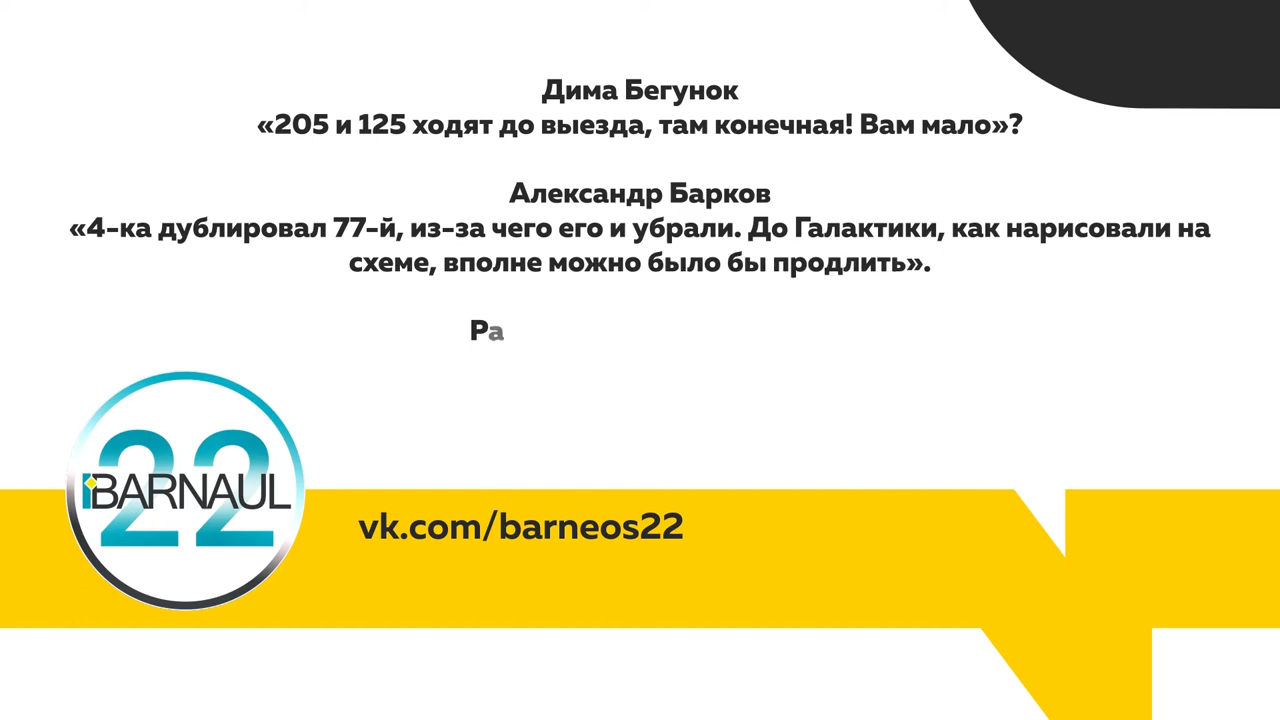 Дима Бегунок
«205 и 125 ходят до выезда, там конечная! Вам мало»?
Александр Барков
«4-ка дублировал 77-й, из-за чего его и убрали. До Галактики, как нарисовали на
схеме, вполне можно было бы продлить».
Ра
22
iBARNAUL
vk.com/barneos22